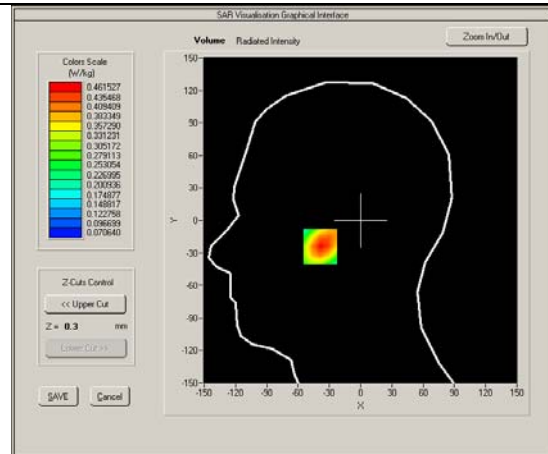 SAR Visualisation Graphical Interface
Volume Radiated Intensity
Zoom In/Out
Colors Scale
(W/kg)
0.461527
0.435468
0.409409
0.383349
0.357290
0.331231
0.305172
0.279113
0.253054
0.226995
0.200936
0.174877
0.148817
0.122758
0.096699
0.070640
Z-Cuts Control
<< Upper Cut
Z = 0.3 mm
Lower Cut >>
SAVE Cancel
150
120
90
60
30
Y 0
-30
-60
-90
-120
-150
-150 -120 -90 -60 -30 0 30 60 90 120 150
X